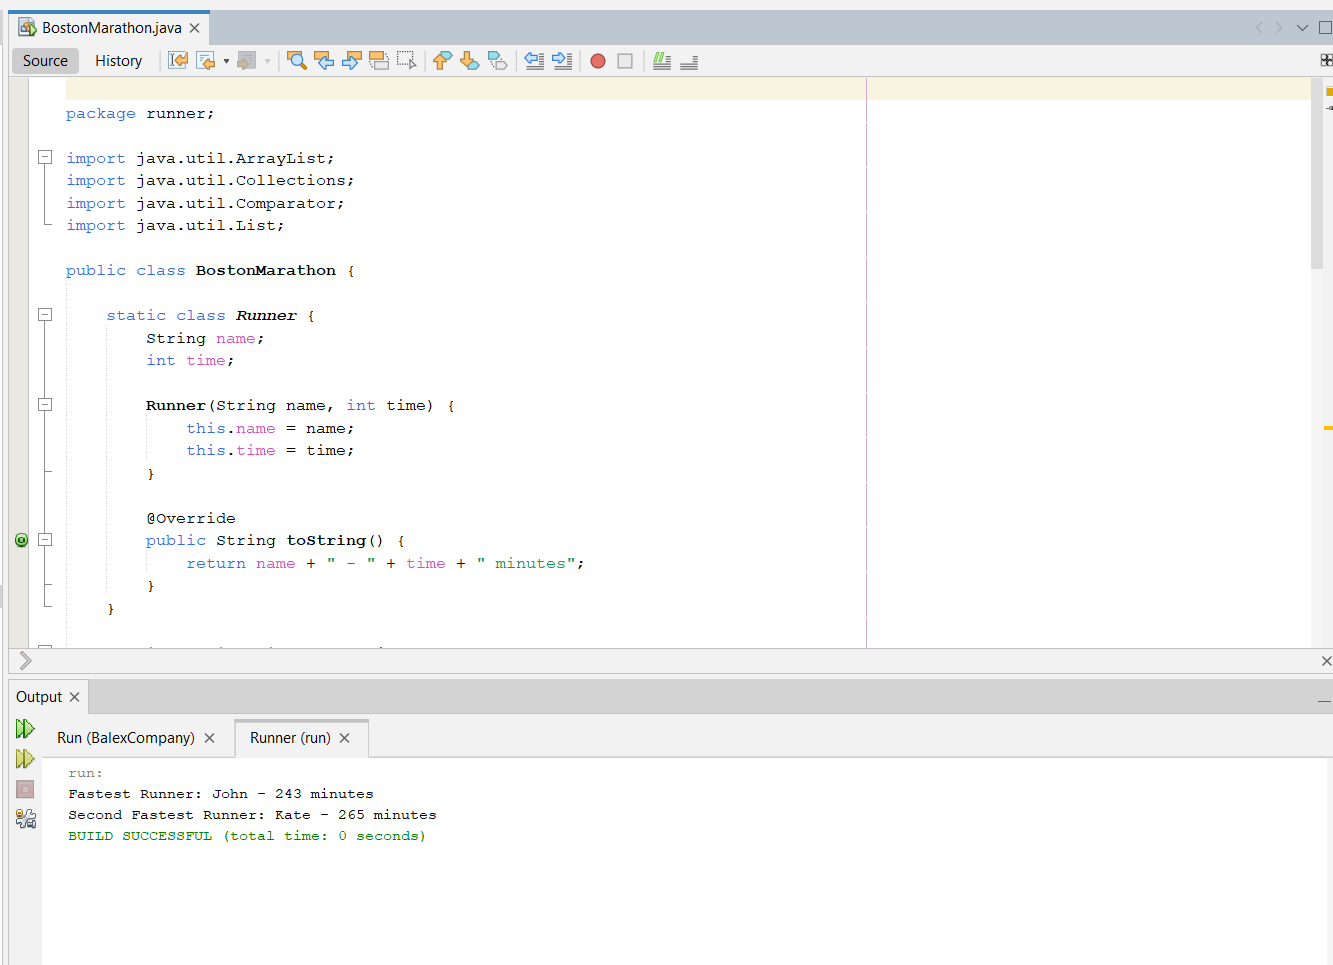 BostonMarathon.java
Source History
package runner;
import java.util.ArrayList;
import java.util.Collections;
import java.util.Comparator;
import java.util.List;
public class BostonMarathon {
static class Runner {
String name;
int time;
Runner(String name, int time) {
this.name = name;
this.time = time;
}
@Override
public String toString() {
return name + " - " + time + " minutes";
}
}
Output
Run (BalexCompany) Runner (run)
run:
Fastest Runner: John - 243 minutes
Second Fastest Runner: Kate - 265 minutes
BUILD SUCCESSFUL (total time: 0 seconds)